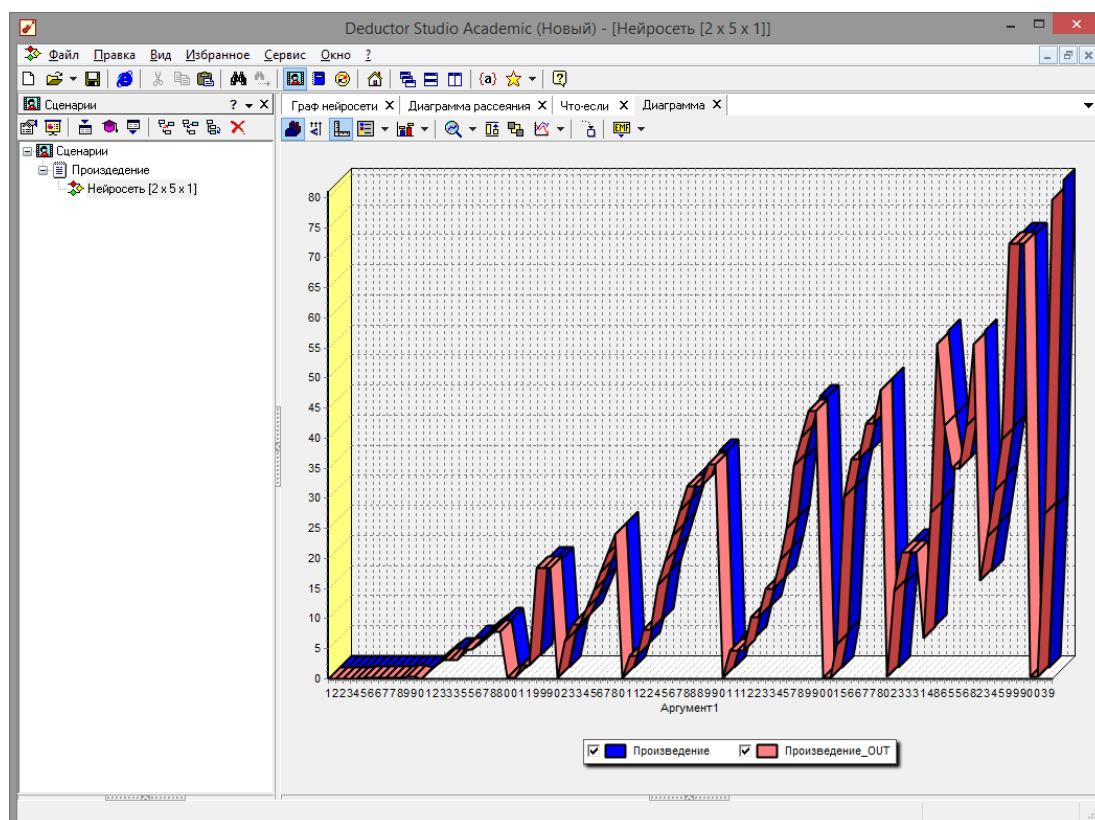 Deductor Studio Academic (Новый) - [Нейросеть [2 x 5 x 1]]
Файл Правка Вид Избранное Сервис Окно ?
Сценарии ? X
Граф нейросети X Диаграмма рассеяния X Что-если X Диаграмма X
EMF
Сценарии
Произдедение
Нейросеть [2 x 5 x 1]
80
75
70
65
60
55
50
45
40
35
30
25
20
15
10
5
0
Аргумент1
Произведение Произведение_OUT